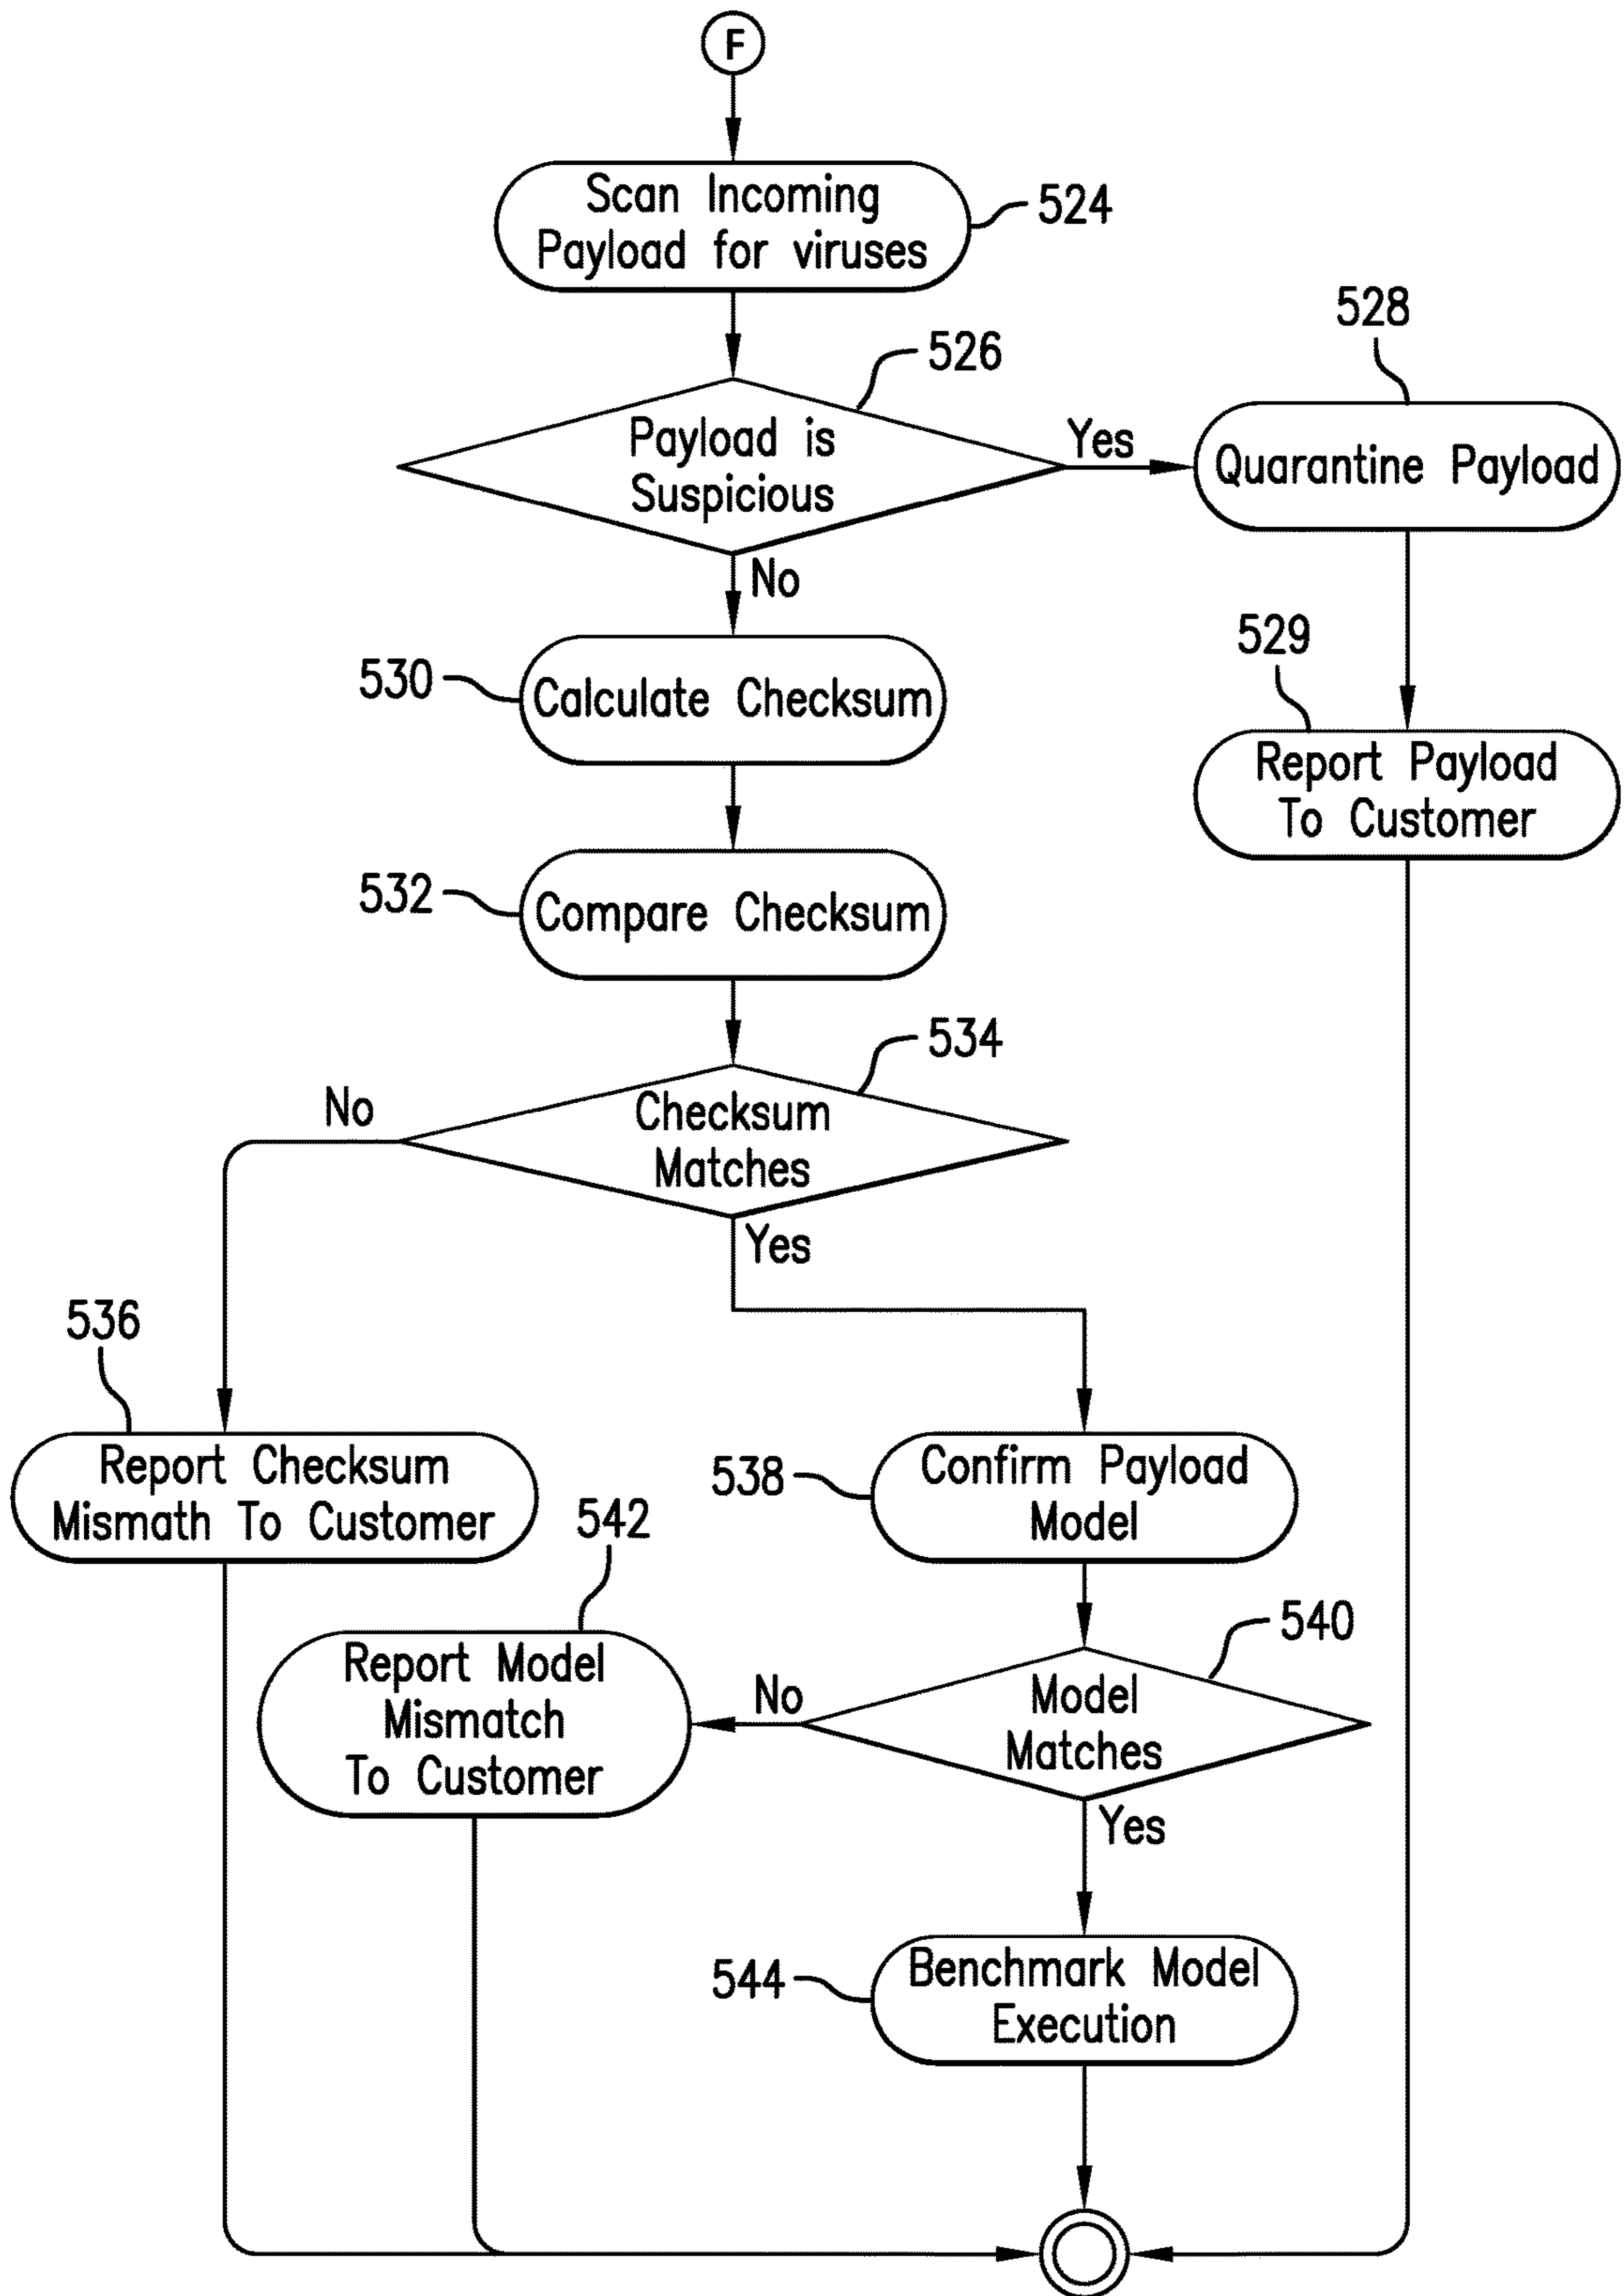 F
Scan Incoming
Payload for viruses
524
526
528
Payload is
Suspicious
Yes
Quarantine Payload
No
529
530
Calculate Checksum
Report Payload
To Customer
532
Compare Checksum
534
No
Checksum
Matches
Yes
536
Report Checksum
Mismath To Customer
538
Confirm Payload
Model
542
540
Report Model
Mismatch
To Customer
No
Model
Matches
Yes
544
Benchmark Model
Execution